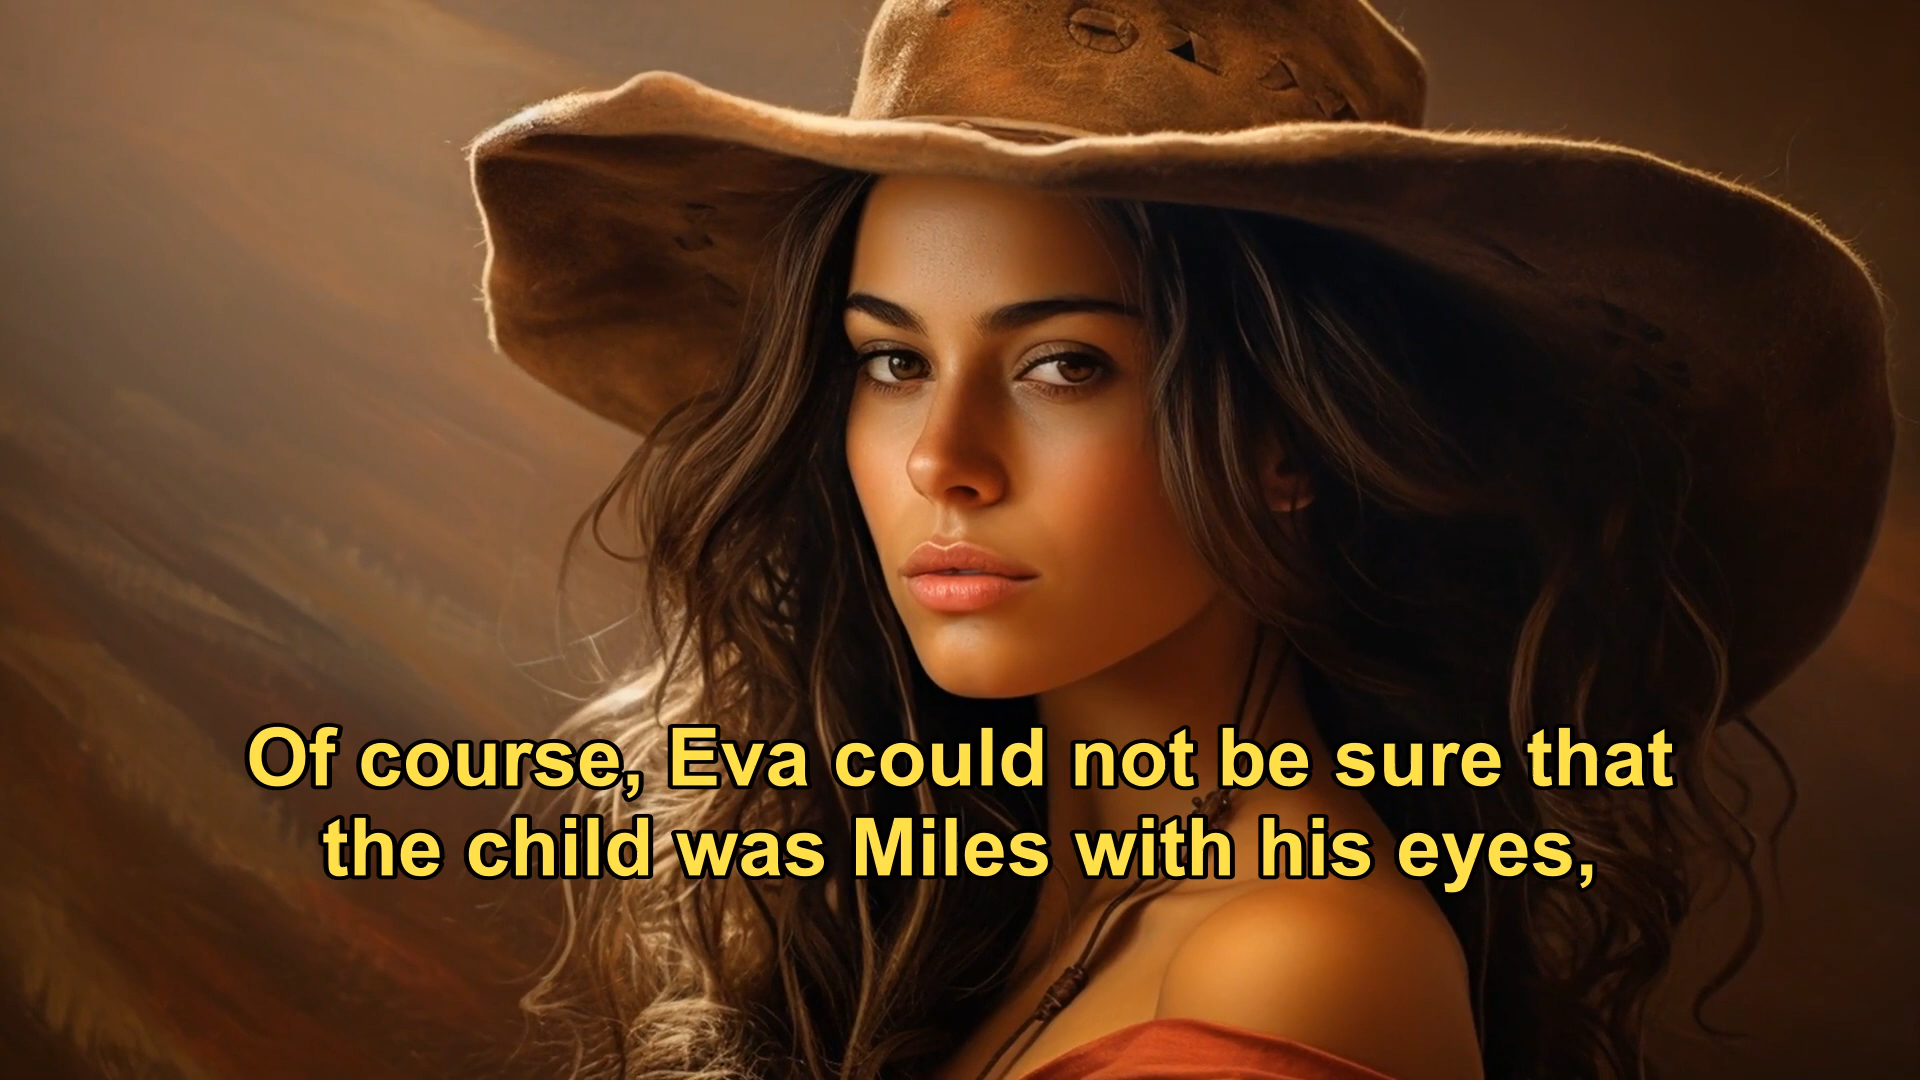 Of course, Eva could not be sure that
the child was Miles with his eyes,